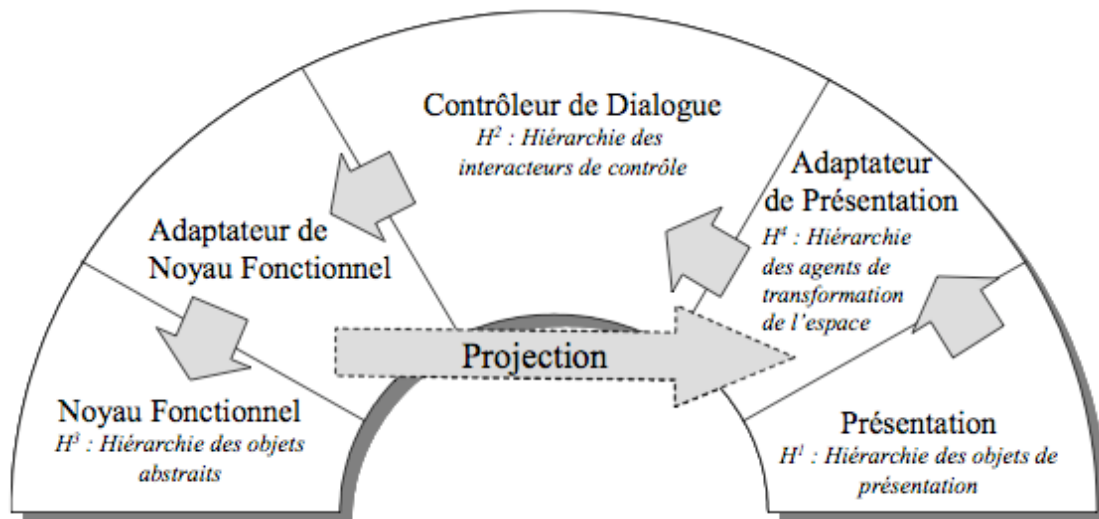 Contrôleur de Dialogue
H² : Hiérarchie des
interacteurs de contrôle
Adaptateur
de Présentation
H⁴ : Hiérarchie
des agents de
transformation
de l’espace
Adaptateur de
Noyau Fonctionnel
Projection
Noyau Fonctionnel
H³ : Hiérarchie des objets
abstraits
Présentation
H¹ : Hiérarchie des objets de
présentation